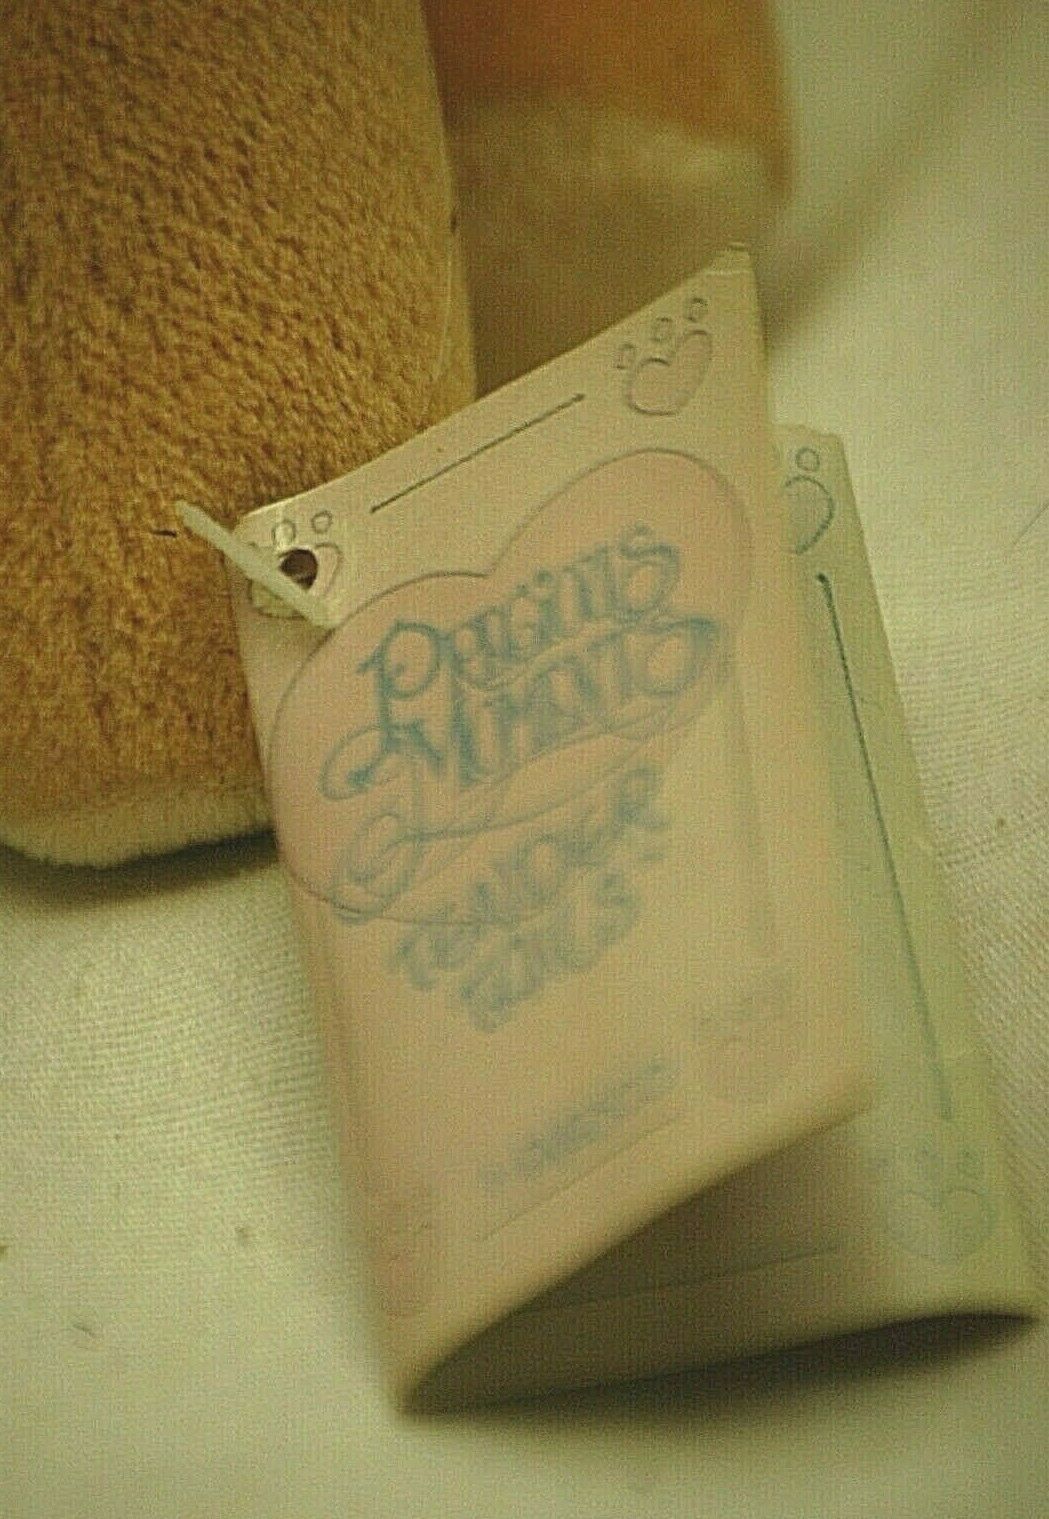 Precious
Moments
TENDER
TAILS